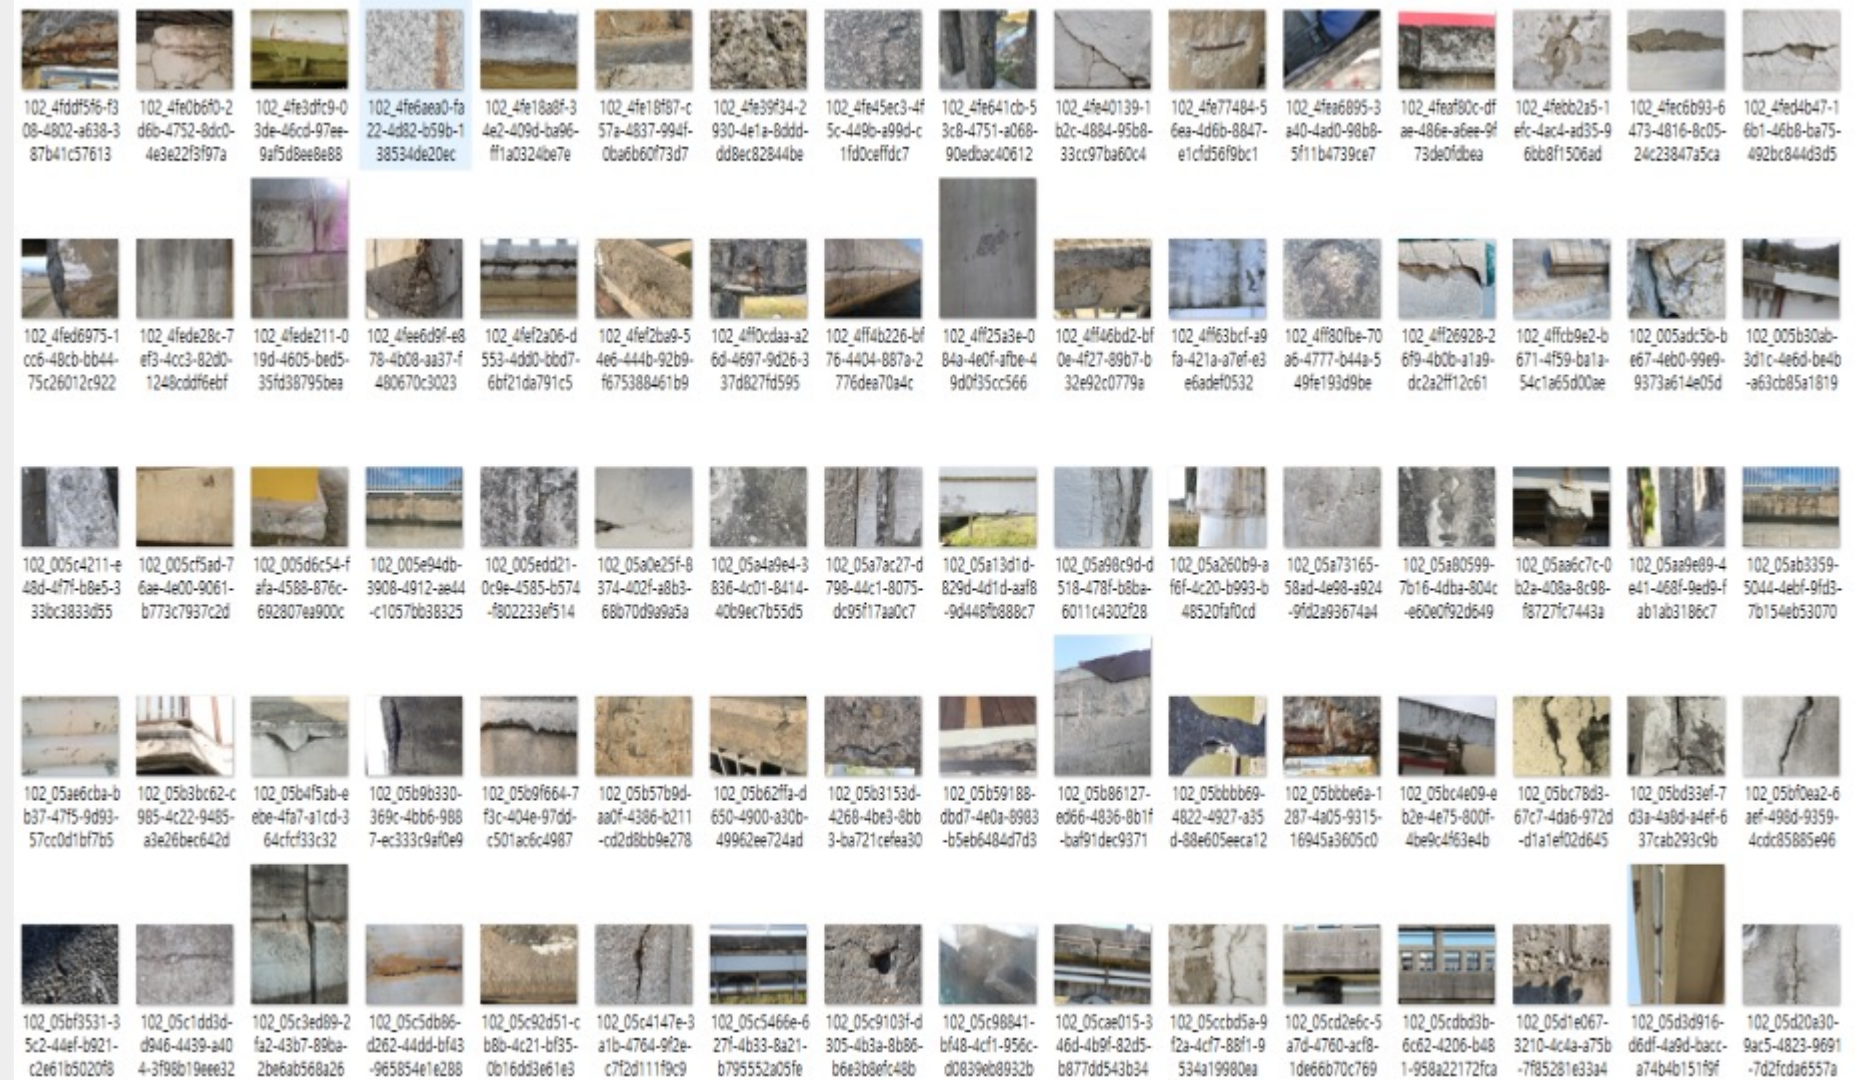 102_4fddf5f6-f3 102_4fe0b6f0-2 102_4fe3dfc9-0 102_4fe6aea0-fa 102_4fe18a8f-3 102_4fe18f87-c 102_4fe39f34-2 102_4fe45ec3-4f 102_4fe641cb-5 102_4fe40139-1 102_4fe77484-5 102_4fea6895-3 102_4feaf80c-df 102_4febb2a5-1 102_4fec6b93-6 102_4fed4b47-1
08-4802-a638-3 d6b-4752-8dc0- 3de-46cd-97ee- 22-4d82-b59b-1 4e2-409d-ba96- 57a-4837-994f- 930-4e1a-8ddd- 5c-449b-a99d-c 3c8-4751-a068- b2c-4884-95b8- 6ea-4d6b-8847- a40-4ad0-98b8- ae-486e-a6ee-9f efc-4ac4-ad35-9 473-4816-8c05- 6b1-46b8-ba75-
87b41c57613 4e3e22f3f97a 9af5d8ee8e88 38534de20ec ff1a0324be7e 0ba6b60f73d7 dd8ec82844be 1fd0ceffdc7 90edbac40612 33cc97ba60c4 e1cfd56f9bc1 5f11b4739ce7 73de0fdbea 6bb8f1506ad 24c23847a5ca 492bc844d3d5
102_4fed6975-1 102_4fede28c-7 102_4fede211-0 102_4fee6d9f-e8 102_4fef2a06-d 102_4fef2ba9-5 102_4ff0cdaa-a2 102_4ff4b226-bf 102_4ff25a3e-0 102_4ff46bd2-bf 102_4ff63bcf-a9 102_4ff80fbe-70 102_4ff26928-2 102_4ffcb9e2-b 102_005adc5b-b 102_005b30ab-
cc6-48cb-bb44- ef3-4cc3-82d0- 19d-4605-bed5- 78-4b08-aa37-f 553-4dd0-bbd7- 4e6-444b-92b9- 6d-4697-9d26-3 76-4404-887a-2 84a-4e0f-afbe-4 0e-4f27-89b7-b fa-421a-a7ef-e3 a6-4777-b44a-5 6f9-4b0b-a1a9- 671-4f59-ba1a- e67-4eb0-99e9- 3d1c-4e6d-be4b
75c26012c922 1248cddf6ebf 35fd38795bea 480670c3023 6bf21da791c5 f675388461b9 37d827fd595 776dea70a4c 9d0f35cc566 32e92c0779a e6adef0532 49fe193d9be dc2a2ff12c61 54c1a65d00ae 9373a614e05d -a63cb85a1819
102_005c4211-e 102_005cf5ad-7 102_005d6c54-f 102_005e94db- 102_005edd21- 102_05a0e25f-8 102_05a4a9e4-3 102_05a7ac27-d 102_05a13d1d- 102_05a98c9d-d 102_05a260b9-a 102_05a73165- 102_05a80599- 102_05aa6c7c-0 102_05aa9e89-4 102_05ab3359-
48d-4f7f-b8e5-3 6ae-4e00-9061- afa-4588-876c- 3908-4912-ae44 0c9e-4585-b574 374-402f-a8b3- 836-4c01-8414- 798-44c1-8075- 829d-4d1d-aaf8 518-478f-b8ba- f6f-4c20-b993-b 58ad-4e98-a924 7b16-4dba-804c b2a-408a-8c98- e41-468f-9ed9-f 5044-4ebf-9fd3-
33bc3833d55 b773c7937c2d 692807ea900c -c1057bb38325 -f802233ef514 68b70d9a9a5a 40b9ec7b55d5 dc95f17aa0c7 -9d448fb888c7 6011c4302f28 48520faf0cd -9fd2a93674a4 -e60e0f92d649 f8727fc7443a ab1ab3186c7 7b154eb53070
102_05ae6cba-b 102_05b3bc62-c 102_05b4f5ab-e 102_05b9b330- 102_05b9f664-7 102_05b57b9d- 102_05b62ffa-d 102_05b3153d- 102_05b59188- 102_05b86127- 102_05bbbb69- 102_05bbbe6a-1 102_05bc4e09-e 102_05bc78d3- 102_05bd33ef-7 102_05bf0ea2-6
b37-47f5-9d93- 985-4c22-9485- ebe-4fa7-a1cd-3 369c-4bb6-988 f3c-404e-97dd- aa0f-4386-b211 650-4900-a30b- 4268-4be3-8bb dbd7-4e0a-8983 ed66-4836-8b1f 4822-4927-a35 287-4a05-9315- b2e-4e75-800f- 67c7-4da6-972d d3a-4a8d-a4ef-6 aef-498d-9359-
57cc0d1bf7b5 a3e26bec642d 64cfcf33c32 7-ec333c9af0e9 c501ac6c4987 -cd2d8bb9e278 49962ee724ad 3-ba721cefea30 -b5eb6484d7d3 -baf91dec9371 d-88e605eeca12 16945a3605c0 4be9c4f63e4b -d1a1ef02d645 37cab293c9b 4cdc85885e96
102_05bf3531-3 102_05c1dd3d- 102_05c3ed89-2 102_05c5db86- 102_05c92d51-c 102_05c4147e-3 102_05c5466e-6 102_05c9103f-d 102_05c98841- 102_05cae015-3 102_05ccbd5a-9 102_05cd2e6c-5 102_05cdbd3b- 102_05d1e067- 102_05d3d916- 102_05d20a30-
5c2-44ef-b921- d946-4439-a40 fa2-43b7-89ba- d262-44dd-bf43 b8b-4c21-bf35- a1b-4764-9f2e- 27f-4b33-8a21- 305-4b3a-8b86- bf48-4cf1-956c- 46d-4b9f-82d5- f2a-4cf7-88f1-9 a7d-4760-acf8- 6c62-4206-b48 3210-4c4a-a75b d6df-4a9d-bacc- 9ac5-4823-9691
c2e61b5020f8 4-3f98b19eee32 2be6ab568a26 -965854e1e288 0b16dd3e61e3 c7f2d111f9c9 b795552a05fe b6e3b8efc48b d0839eb8932b b877dd543b34 534a19980ea 1de66b70c769 1-958a22172fca -7f85281e33a4 a74b4b151f9f -7d2fcda6557a